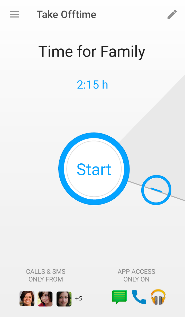 Take Offtime
Time for Family
2:15 h
Start
CALLS & SMS
ONLY FROM
APP ACCESS
ONLY ON
+5